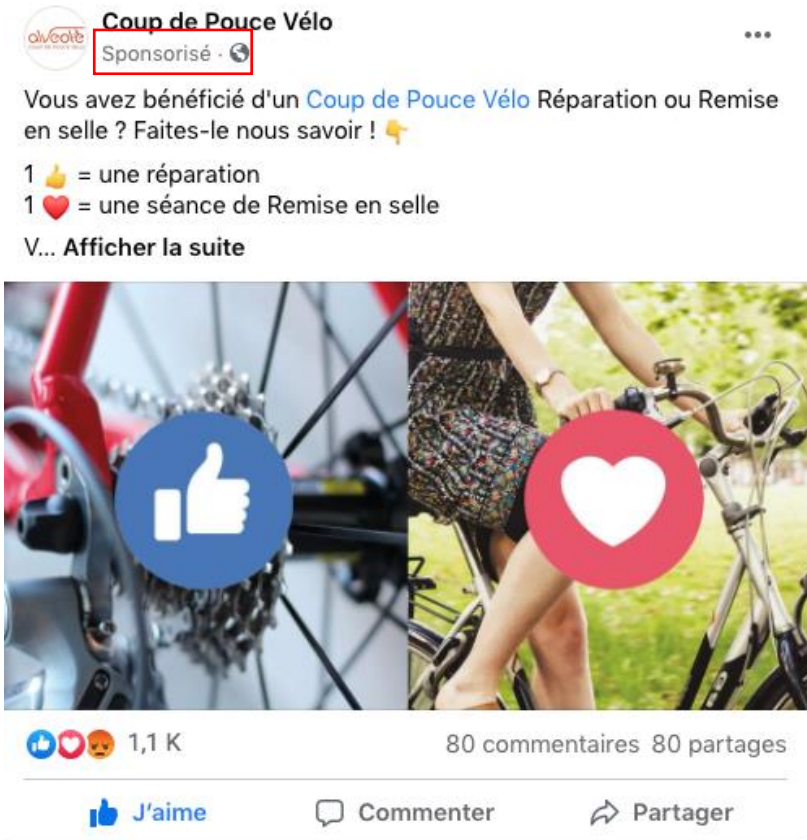 alvéole
Coup de Pouce Vélo
Sponsorisé ·
Vous avez bénéficié d'un Coup de Pouce Vélo Réparation ou Remise
en selle ? Faites-le nous savoir ! 👇
1 👍 = une réparation
1 ❤️ = une séance de Remise en selle
V... Afficher la suite
1,1 K
80 commentaires 80 partages
J'aime
Commenter
Partager